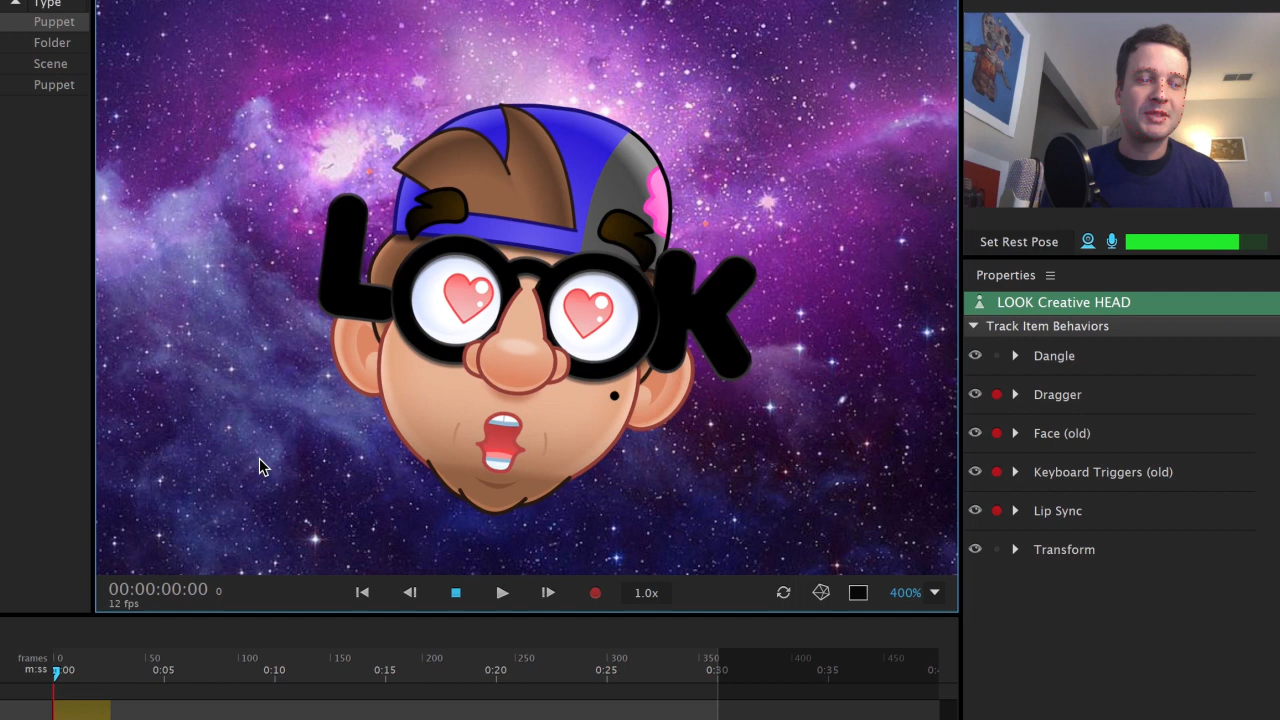 Type
Puppet
Folder
Scene
Puppet
L K
Set Rest Pose
Properties
LOOK Creative HEAD
Track Item Behaviors
Dangle
Dragger
Face (old)
Keyboard Triggers (old)
Lip Sync
Transform
00:00:00:00 0
12 fps
1.0x
400%
frames 0 50 100 150 200 250 300 350 400 450
m:ss 0:00 0:05 0:10 0:15 0:20 0:25 0:30 0:35